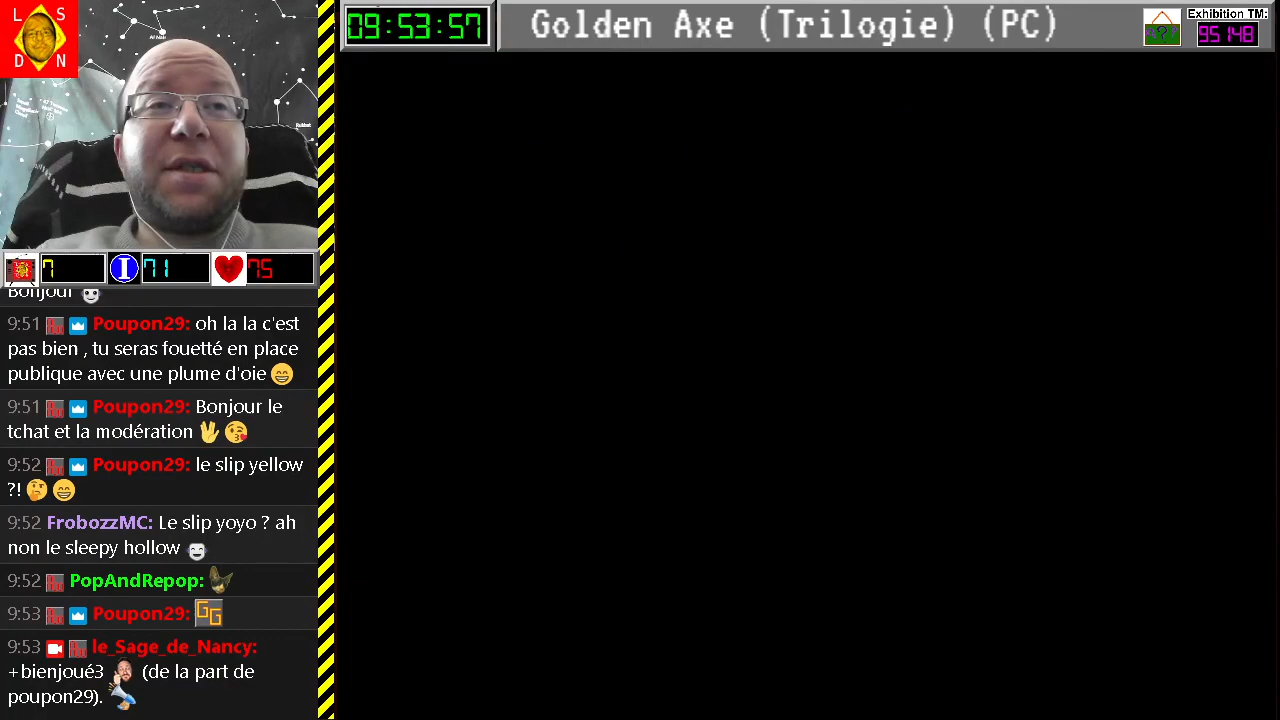 L S
D N
09:53:57
Golden Axe (Trilogie) (PC)
Exhibition TM:
95148
7
71
75
Bonjour
9:51 Poupon29: oh la la c'est
pas bien , tu seras fouetté en place
publique avec une plume d'oie
9:51 Poupon29: Bonjour le
tchat et la modération
9:52 Poupon29: le slip yellow
?!
9:52 FrobozzMC: Le slip yoyo ? ah
non le sleepy hollow
9:52 PopAndRepop:
9:53 Poupon29: GG
9:53 le_Sage_de_Nancy:
+bienjoué3 (de la part de
poupon29).